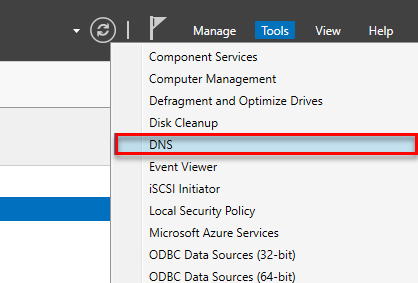 Manage Tools View Help
Component Services
Computer Management
Defragment and Optimize Drives
Disk Cleanup
DNS
Event Viewer
iSCSI Initiator
Local Security Policy
Microsoft Azure Services
ODBC Data Sources (32-bit)
ODBC Data Sources (64-bit)